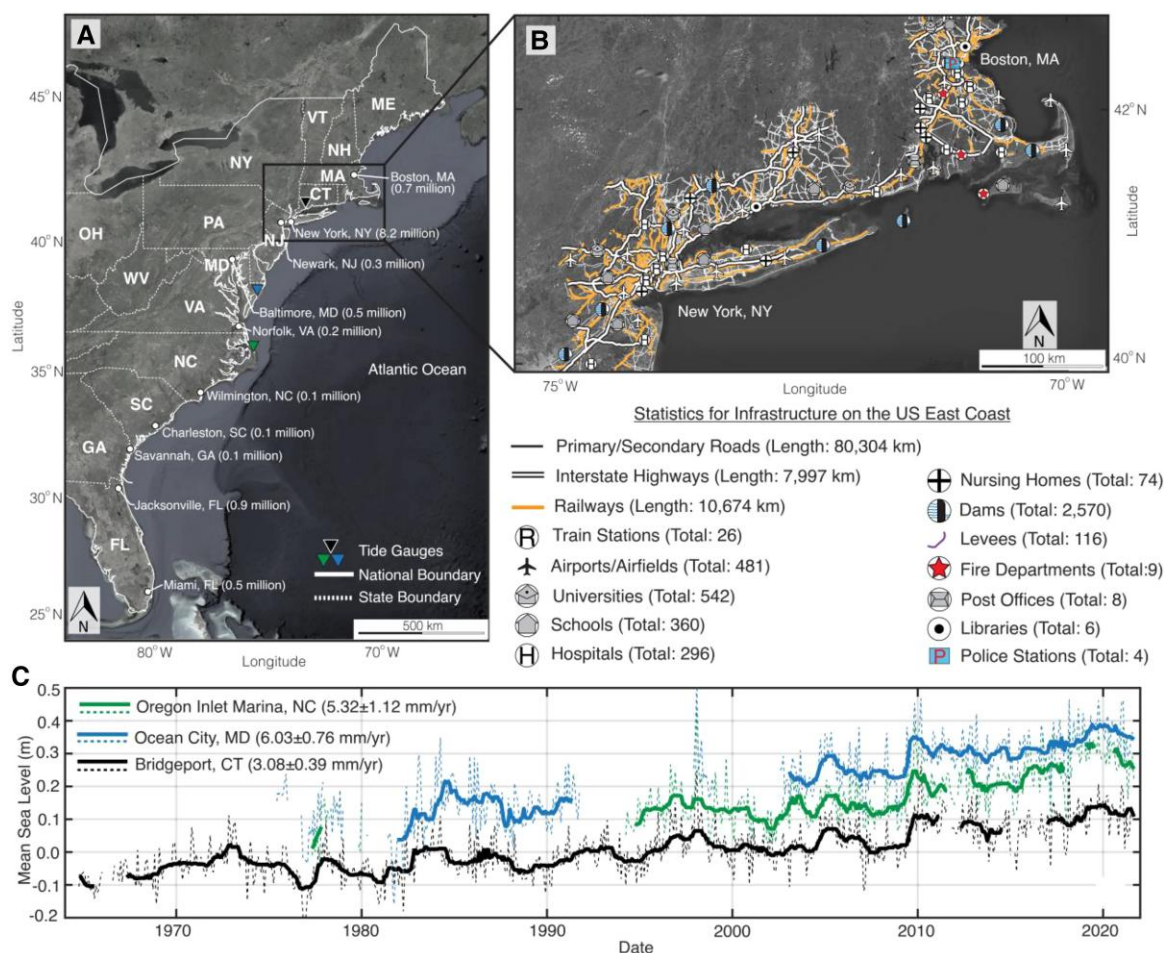 A
45°N
40°N
35°N
30°N
25°N
Latitude
80°W
70°W
Longitude
ME
VT
NH
NY
MA
CT
PA
NJ
OH
MD
WV
VA
NC
SC
GA
FL
Boston, MA
(0.7 million)
New York, NY (8.2 million)
Newark, NJ (0.3 million)
Baltimore, MD (0.5 million)
Norfolk, VA (0.2 million)
Wilmington, NC (0.1 million)
Charleston, SC (0.1 million)
Savannah, GA (0.1 million)
Jacksonville, FL (0.9 million)
Miami, FL (0.5 million)
Atlantic Ocean
Tide Gauges
National Boundary
State Boundary
N
500 km
B
Boston, MA
New York, NY
42°N
40°N
Latitude
75°W
70°W
Longitude
N
100 km
Statistics for Infrastructure on the US East Coast
Primary/Secondary Roads (Length: 80,304 km)
Interstate Highways (Length: 7,997 km)
Railways (Length: 10,674 km)
R Train Stations (Total: 26)
Airports/Airfields (Total: 481)
Universities (Total: 542)
Schools (Total: 360)
H Hospitals (Total: 296)
Nursing Homes (Total: 74)
Dams (Total: 2,570)
Levees (Total: 116)
Fire Departments (Total:9)
Post Offices (Total: 8)
Libraries (Total: 6)
P Police Stations (Total: 4)
C
Mean Sea Level (m)
0.5
0.4
0.3
0.2
0.1
0.0
-0.1
-0.2
Oregon Inlet Marina, NC (5.32±1.12 mm/yr)
Ocean City, MD (6.03±0.76 mm/yr)
Bridgeport, CT (3.08±0.39 mm/yr)
1970
1980
1990
2000
2010
2020
Date